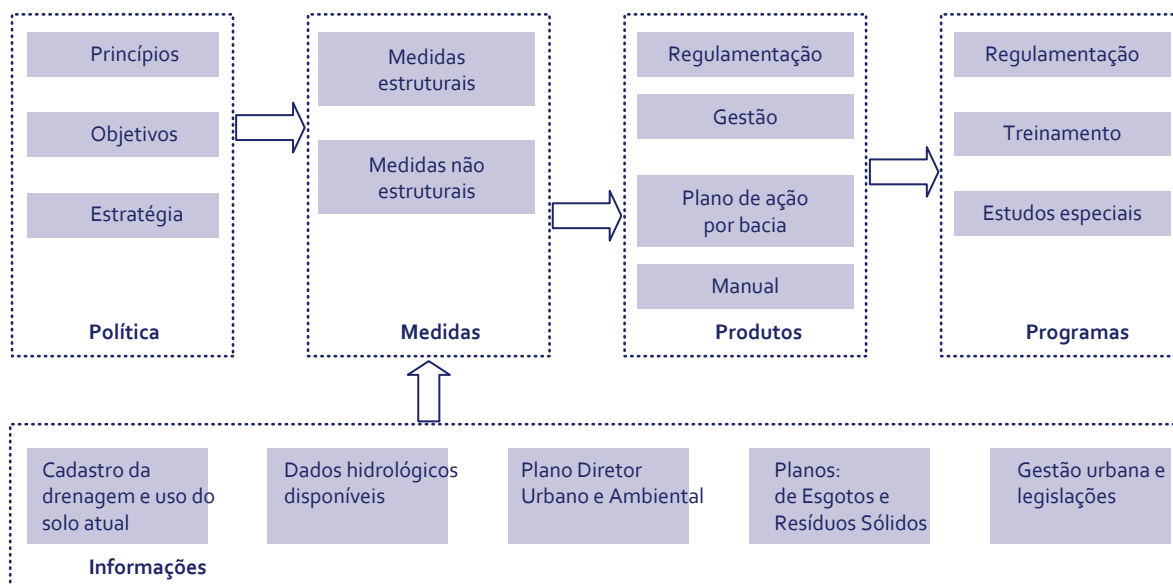 Princípios
Objetivos
Estratégia
Política
Medidas
estruturais
Medidas não
estruturais
Medidas
Regulamentação
Gestão
Plano de ação
por bacia
Manual
Produtos
Regulamentação
Treinamento
Estudos especiais
Programas
Cadastro da
drenagem e uso do
solo atual
Dados hidrológicos
disponíveis
Plano Diretor
Urbano e Ambiental
Planos:
de Esgotos e
Resíduos Sólidos
Gestão urbana e
legislações
Informações